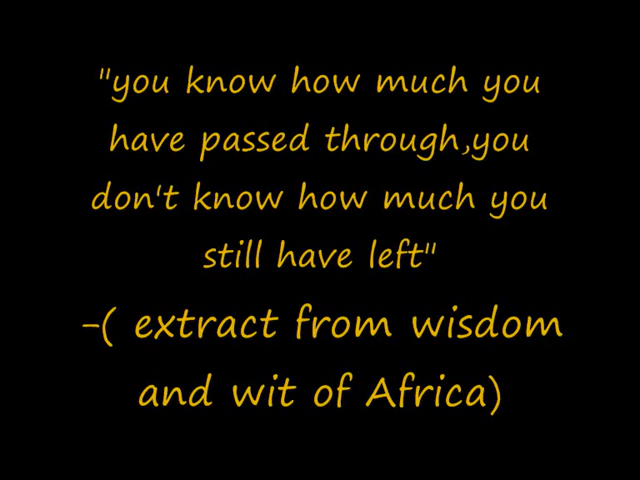 "you know how much you
have passed through,you
don't know how much you
still have left"
-( extract from wisdom
and wit of Africa)